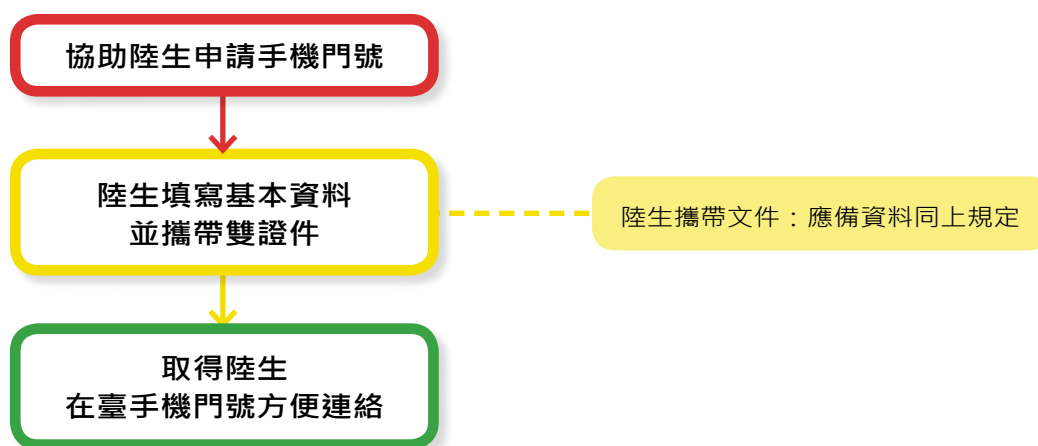 協助陸生申請手機門號
陸生填寫基本資料
並攜帶雙證件
陸生攜帶文件：應備資料同上規定
取得陸生
在臺手機門號方便連絡